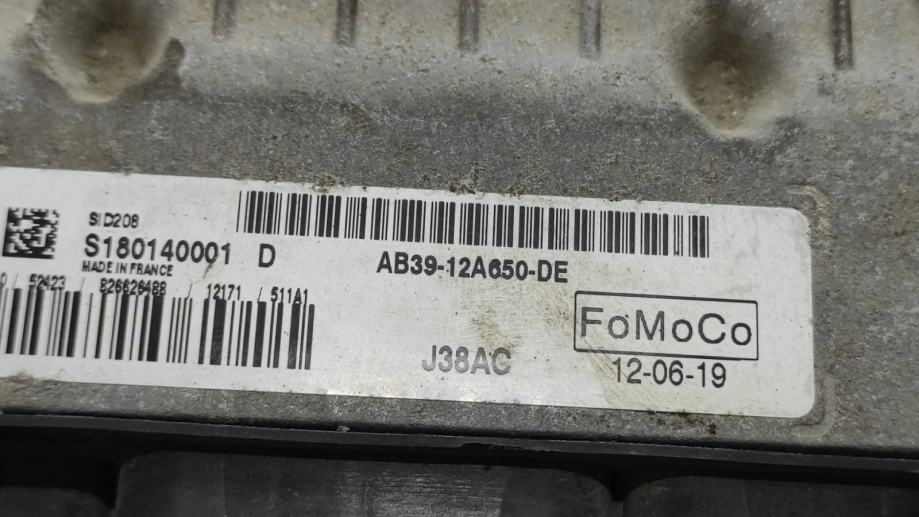 SID208
S180140001 D
MADE IN FRANCE
52423 826626488 12171 511A1
AB39-12A650-DE
FoMoCo
J38AC
12-06-19